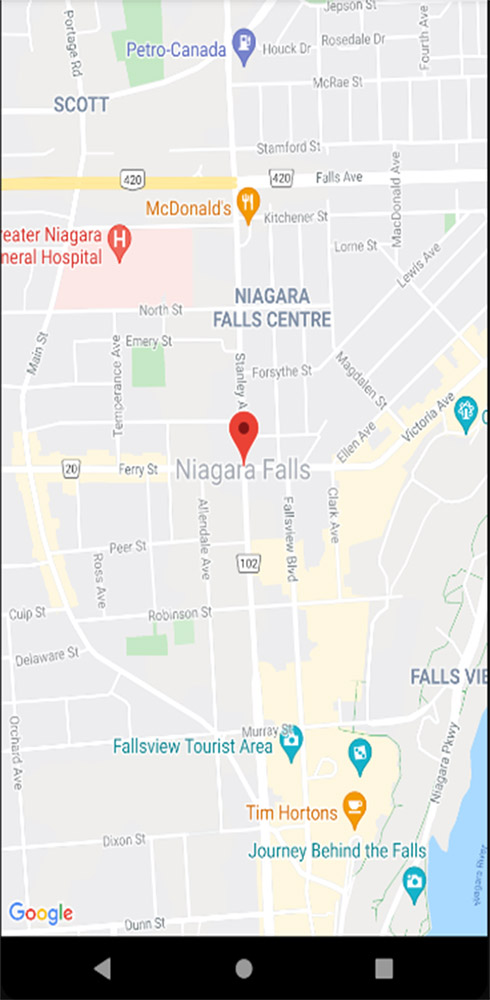 Jepson St
Portage Rd
Fourth Ave
Petro-Canada
Houck Dr
Rosedale Dr
McRae St
SCOTT
Stamford St
420
420
Falls Ave
MacDonald Ave
McDonald's
Kitchener St
reater Niagara
neral Hospital
H
Lorne St
Lewis Ave
NIAGARA
FALLS CENTRE
North St
Emery St
Main St
Temperance Ave
Stanley A
Forsythe St
Magdalen St
Victoria Ave
C
Ellen Ave
20
Ferry St
Niagara Falls
Allendale Ave
Fallsview Blvd
Clark Ave
Peer St
102
Ross Ave
Culp St
Robinson St
Delaware St
FALLS VIE
Orchard Ave
Murray St
Fallsview Tourist Area
Niagara Pkwy
Tim Hortons
Dixon St
Journey Behind the Falls
Niagara River
Google
Dunn St